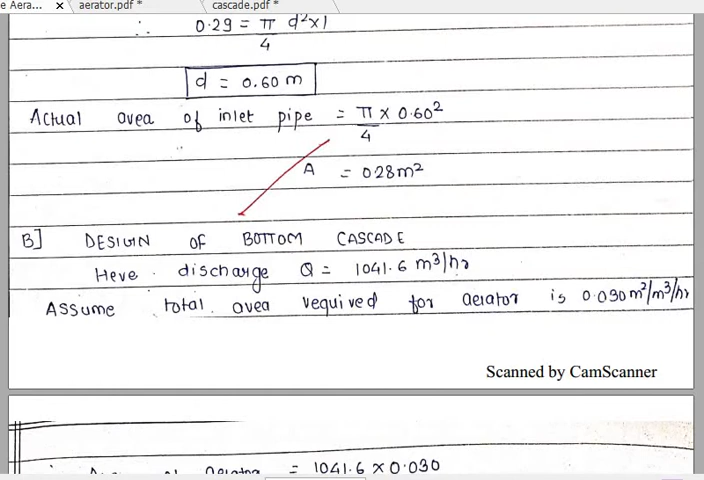 e Aera... x aerator.pdf * cascade.pdf *
∴ 0.29 = π/4 d²×1
d = 0.60 m
Actual area of inlet pipe = π/4 × 0.60²
A = 0.28m²
B] DESIGN OF BOTTOM CASCADE
Here discharge Q = 1041.6 m³/hr
Assume total area required for aerator is 0.030 m²/m³/hr
Scanned by CamScanner
= 1041.6 × 0.030